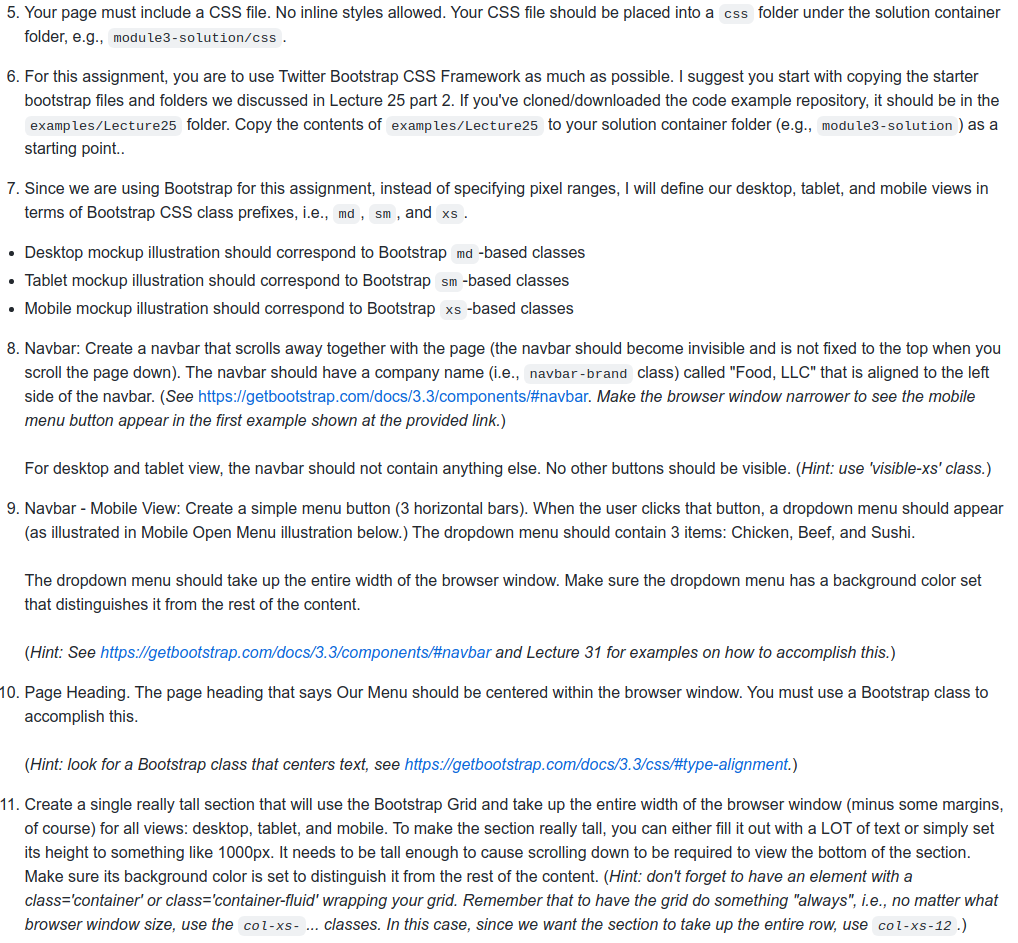 5. Your page must include a CSS file. No inline styles allowed. Your CSS file should be placed into a css folder under the solution container
folder, e.g., module3-solution/css .
6. For this assignment, you are to use Twitter Bootstrap CSS Framework as much as possible. I suggest you start with copying the starter
bootstrap files and folders we discussed in Lecture 25 part 2. If you've cloned/downloaded the code example repository, it should be in the
examples/Lecture25 folder. Copy the contents of examples/Lecture25 to your solution container folder (e.g., module3-solution ) as a
starting point..
7. Since we are using Bootstrap for this assignment, instead of specifying pixel ranges, I will define our desktop, tablet, and mobile views in
terms of Bootstrap CSS class prefixes, i.e., md , sm , and xs .
• Desktop mockup illustration should correspond to Bootstrap md -based classes
• Tablet mockup illustration should correspond to Bootstrap sm -based classes
• Mobile mockup illustration should correspond to Bootstrap xs -based classes
8. Navbar: Create a navbar that scrolls away together with the page (the navbar should become invisible and is not fixed to the top when you
scroll the page down). The navbar should have a company name (i.e., navbar-brand class) called "Food, LLC" that is aligned to the left
side of the navbar. (See https://getbootstrap.com/docs/3.3/components/#navbar. Make the browser window narrower to see the mobile
menu button appear in the first example shown at the provided link.)
For desktop and tablet view, the navbar should not contain anything else. No other buttons should be visible. (Hint: use 'visible-xs' class.)
9. Navbar - Mobile View: Create a simple menu button (3 horizontal bars). When the user clicks that button, a dropdown menu should appear
(as illustrated in Mobile Open Menu illustration below.) The dropdown menu should contain 3 items: Chicken, Beef, and Sushi.
The dropdown menu should take up the entire width of the browser window. Make sure the dropdown menu has a background color set
that distinguishes it from the rest of the content.
(Hint: See https://getbootstrap.com/docs/3.3/components/#navbar and Lecture 31 for examples on how to accomplish this.)
10. Page Heading. The page heading that says Our Menu should be centered within the browser window. You must use a Bootstrap class to
accomplish this.
(Hint: look for a Bootstrap class that centers text, see https://getbootstrap.com/docs/3.3/css/#type-alignment.)
11. Create a single really tall section that will use the Bootstrap Grid and take up the entire width of the browser window (minus some margins,
of course) for all views: desktop, tablet, and mobile. To make the section really tall, you can either fill it out with a LOT of text or simply set
its height to something like 1000px. It needs to be tall enough to cause scrolling down to be required to view the bottom of the section.
Make sure its background color is set to distinguish it from the rest of the content. (Hint: don't forget to have an element with a
class='container' or class='container-fluid' wrapping your grid. Remember that to have the grid do something "always", i.e., no matter what
browser window size, use the col-xs- ... classes. In this case, since we want the section to take up the entire row, use col-xs-12 .)